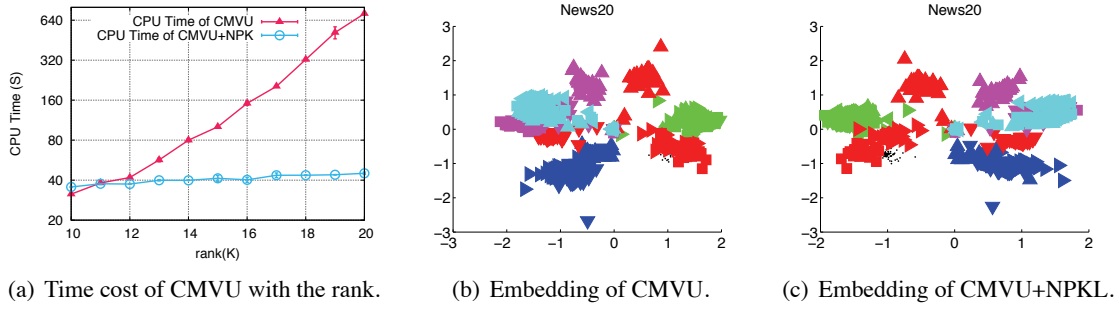 CPU Time of CMVU
CPU Time of CMVU+NPK
CPU Time (S)
640
320
160
80
40
20
10 12 14 16 18 20
rank(K)
(a) Time cost of CMVU with the rank.
News20
3
2
1
0
−1
−2
−3
−3 −2 −1 0 1 2
(b) Embedding of CMVU.
News20
3
2
1
0
−1
−2
−3
−2 −1 0 1 2
(c) Embedding of CMVU+NPKL.